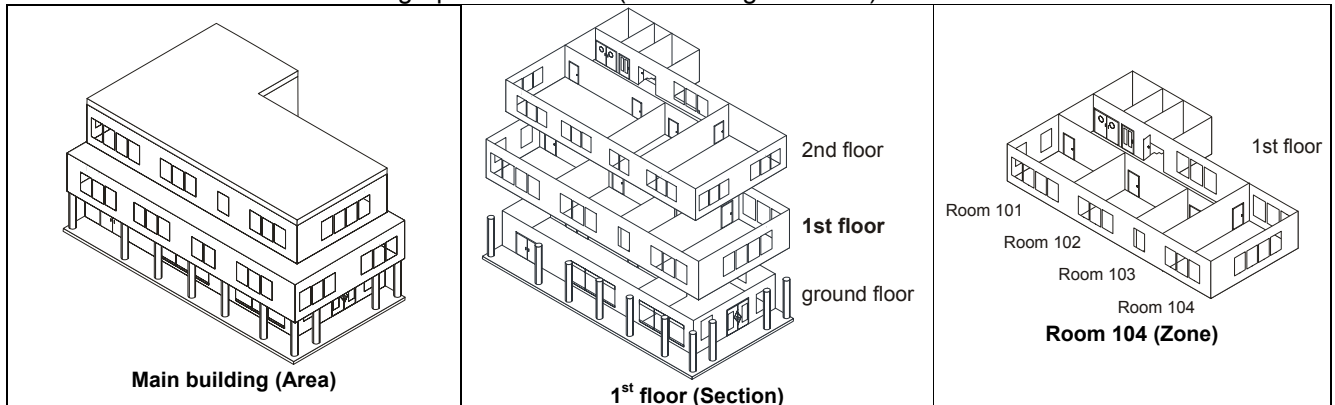 Main building (Area)
2nd floor
1st floor
ground floor
1st floor (Section)
1st floor
Room 101
Room 102
Room 103
Room 104
Room 104 (Zone)